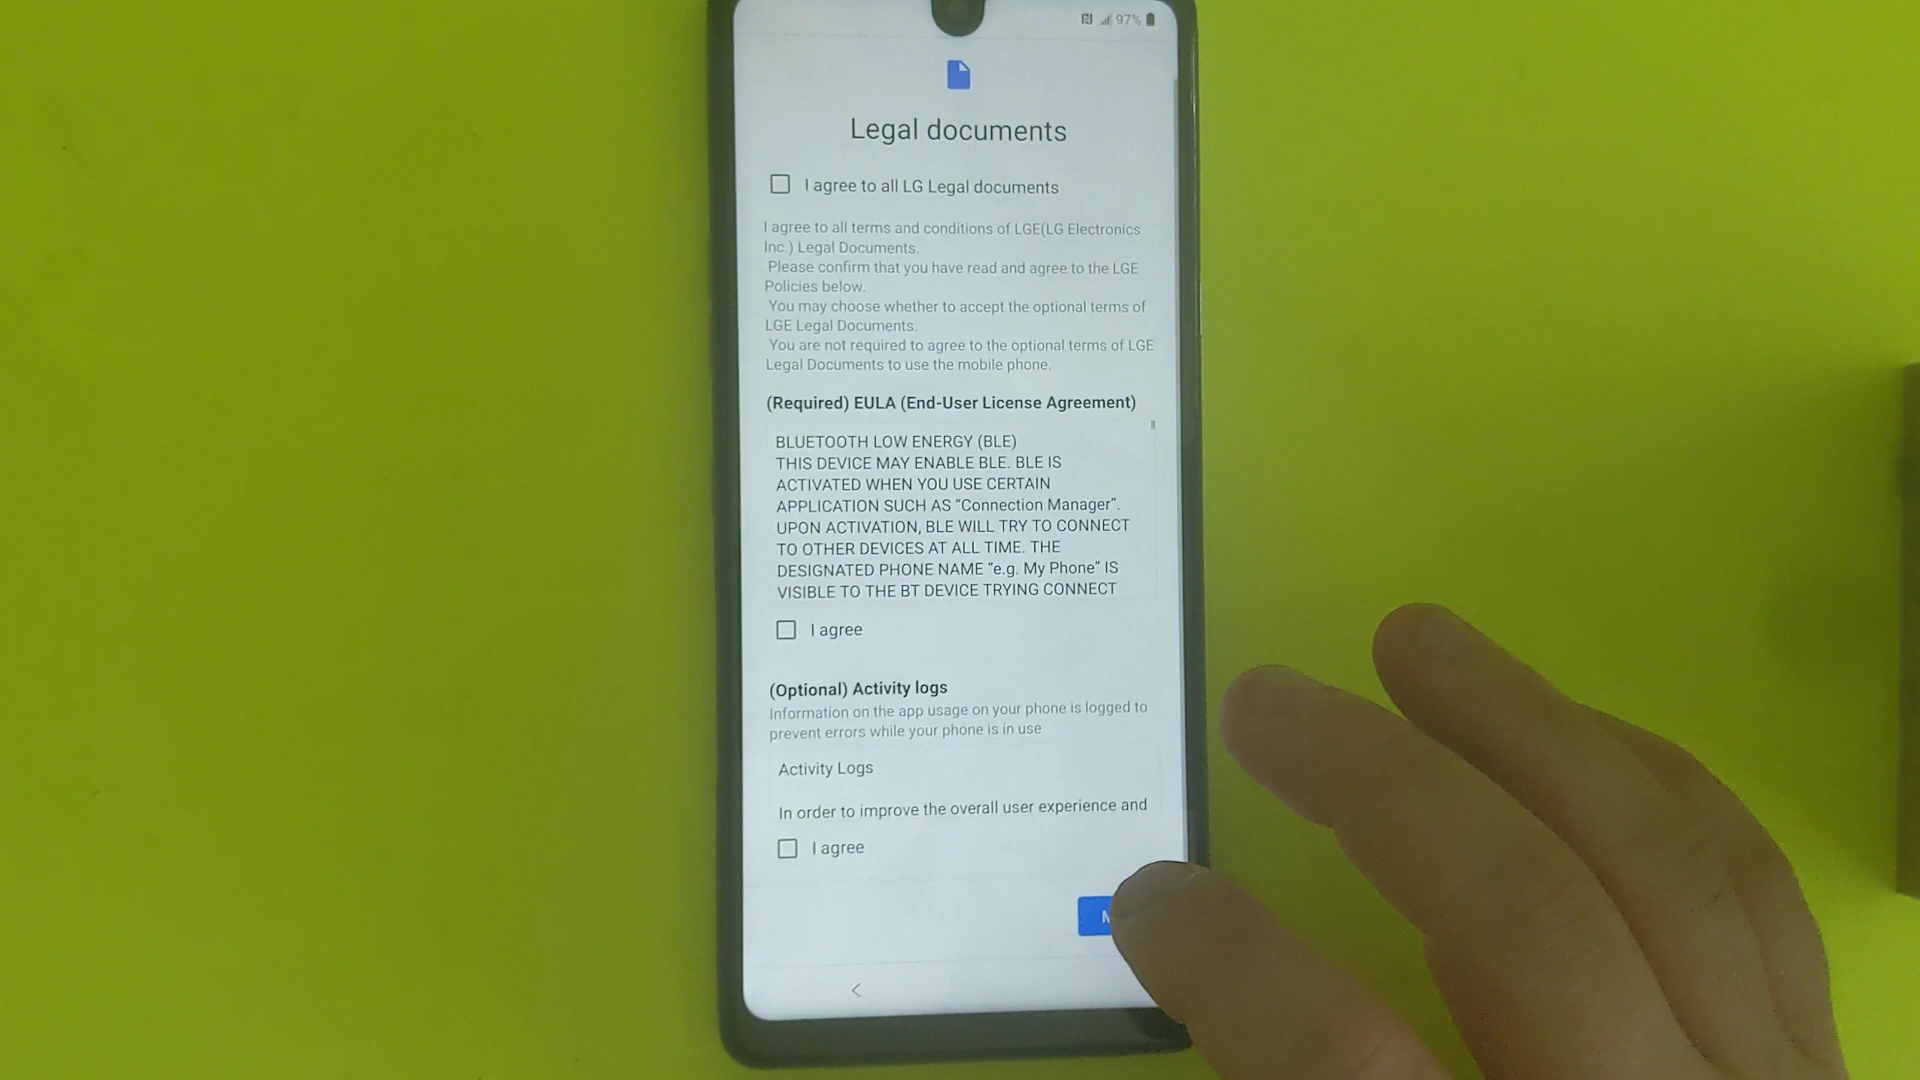 97%
Legal documents
I agree to all LG Legal documents
I agree to all terms and conditions of LGE(LG Electronics
Inc.) Legal Documents.
Please confirm that you have read and agree to the LGE
Policies below.
You may choose whether to accept the optional terms of
LGE Legal Documents.
You are not required to agree to the optional terms of LGE
Legal Documents to use the mobile phone.
(Required) EULA (End-User License Agreement)
BLUETOOTH LOW ENERGY (BLE)
THIS DEVICE MAY ENABLE BLE. BLE IS
ACTIVATED WHEN YOU USE CERTAIN
APPLICATION SUCH AS “Connection Manager”.
UPON ACTIVATION, BLE WILL TRY TO CONNECT
TO OTHER DEVICES AT ALL TIME. THE
DESIGNATED PHONE NAME “e.g. My Phone” IS
VISIBLE TO THE BT DEVICE TRYING CONNECT
I agree
(Optional) Activity logs
Information on the app usage on your phone is logged to
prevent errors while your phone is in use
Activity Logs
In order to improve the overall user experience and
I agree